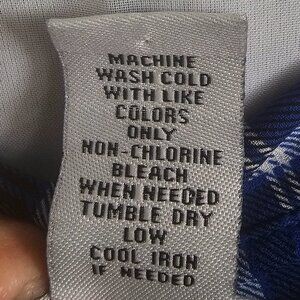 MACHINE
WASH COLD
WITH LIKE
COLORS
ONLY
NON-CHLORINE
BLEACH
WHEN NEEDED
TUMBLE DRY
LOW
COOL IRON
IF NEEDED